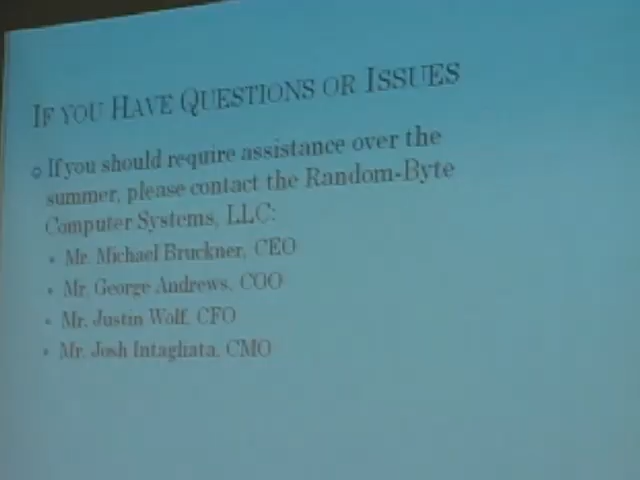 If you Have Questions or Issues
If you should require assistance over the
summer, please contact the Random-Byte
Computer Systems, LLC:
Mr. Michael Bruckner, CEO
Mr. George Andrews, COO
Mr. Justin Wolf, CFO
Mr. Josh Intagliata, CMO